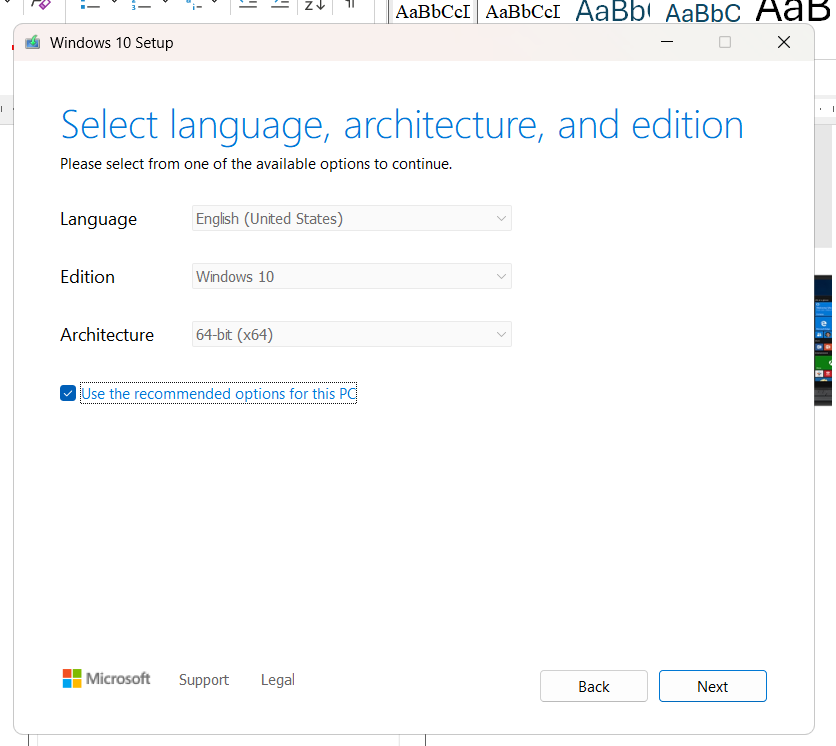 AaBbCcI AaBbCcI AaBb AaBbC AaB
Windows 10 Setup
Select language, architecture, and edition
Please select from one of the available options to continue.
Language English (United States)
Edition Windows 10
Architecture 64-bit (x64)
Use the recommended options for this PC
Microsoft Support Legal Back Next